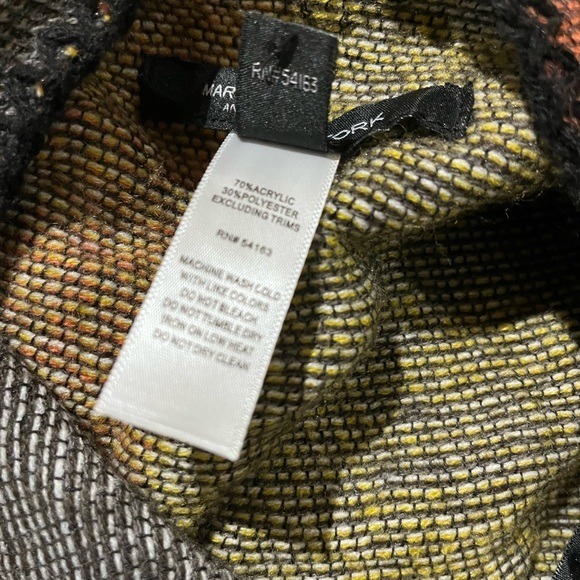 RN# 54163
MAR
AN
ORK
70%ACRYLIC
30%POLYESTER
EXCLUDING TRIMS
RN# 54163
MACHINE WASH COLD
WITH LIKE COLORS
DO NOT BLEACH
DO NOT TUMBLE DRY
IRON ON LOW HEAT
DO NOT DRY CLEAN